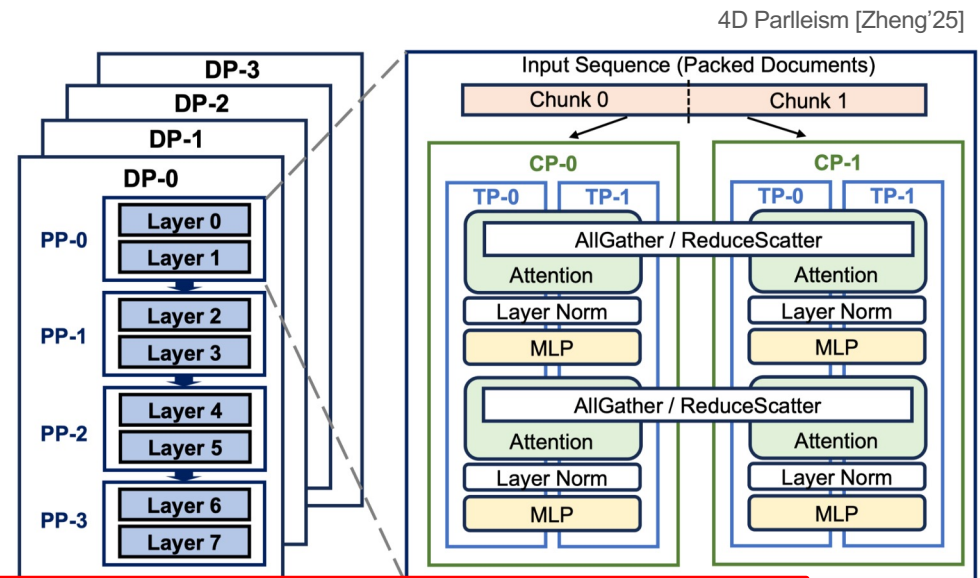 4D Parlleism [Zheng'25]
DP-3
DP-2
DP-1
DP-0
PP-0
Layer 0
Layer 1
PP-1
Layer 2
Layer 3
PP-2
Layer 4
Layer 5
PP-3
Layer 6
Layer 7
Input Sequence (Packed Documents)
Chunk 0
Chunk 1
CP-0
CP-1
TP-0
TP-1
TP-0
TP-1
AllGather / ReduceScatter
Attention
Attention
Layer Norm
Layer Norm
MLP
MLP
AllGather / ReduceScatter
Attention
Attention
Layer Norm
Layer Norm
MLP
MLP